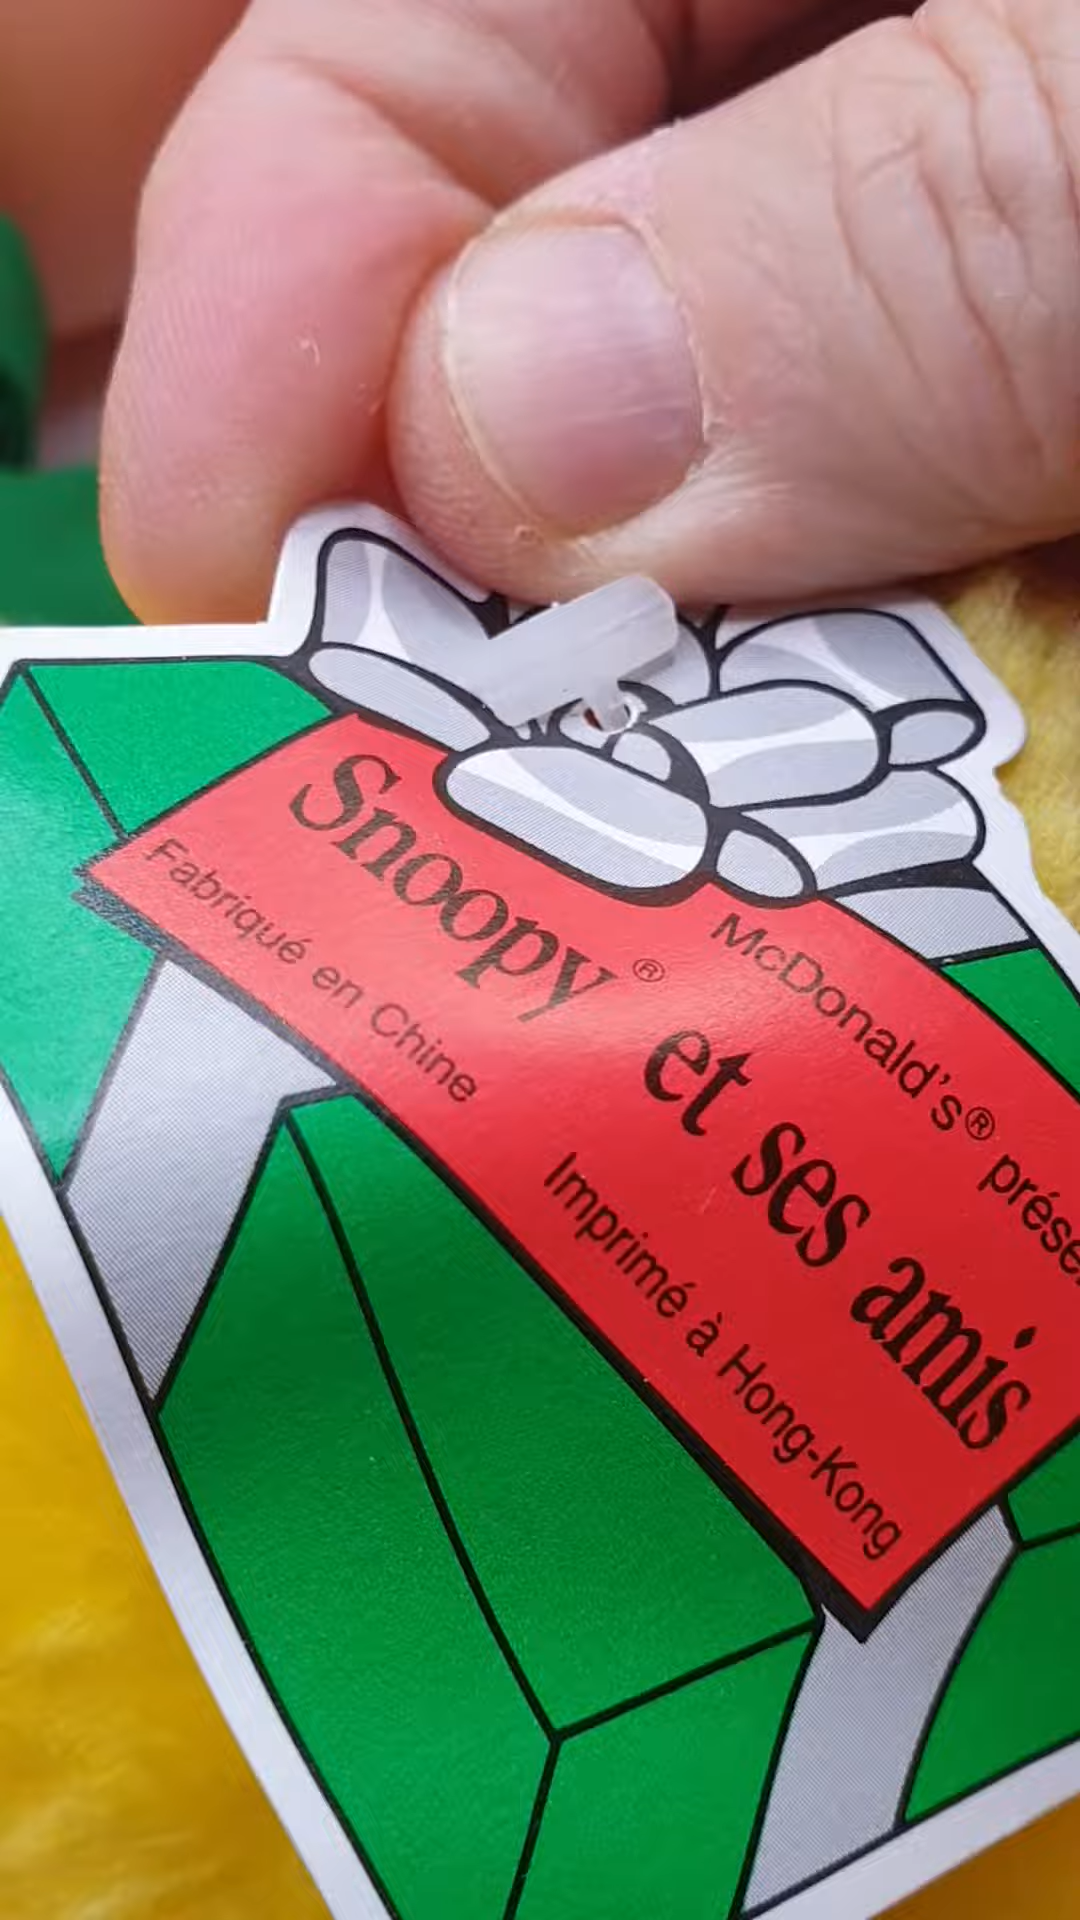 McDonald's®
Snoopy® et ses amis
Fabriqué en Chine
Imprimé à Hong-Kong